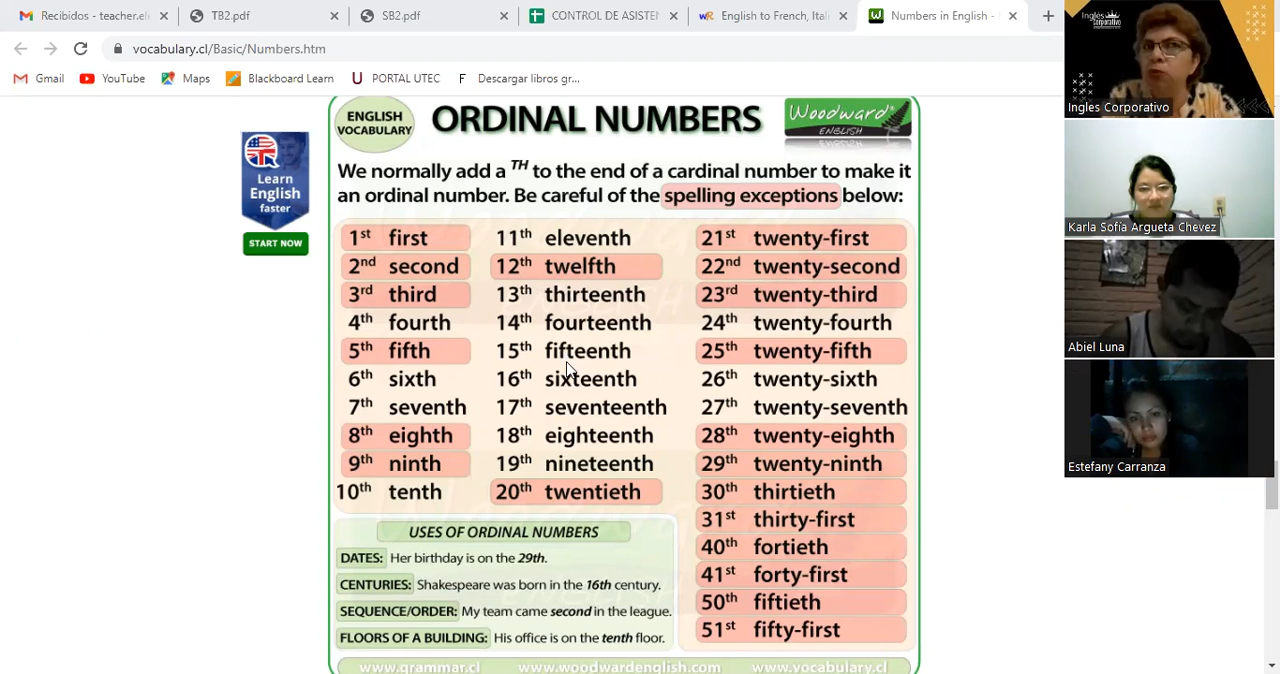 Recibidos - teacher.el
TB2.pdf
SB2.pdf
CONTROL DE ASISTEN
English to French, Itali
Numbers in English -
vocabulary.cl/Basic/Numbers.htm
Gmail
YouTube
Maps
Blackboard Learn
PORTAL UTEC
Descargar libros gr...
ENGLISH
VOCABULARY
ORDINAL NUMBERS
Woodward
ENGLISH
Learn
English
faster
START NOW
We normally add a TH to the end of a cardinal number to make it
an ordinal number. Be careful of the spelling exceptions below:
1st first
2nd second
3rd third
4th fourth
5th fifth
6th sixth
7th seventh
8th eighth
9th ninth
10th tenth
11th eleventh
12th twelfth
13th thirteenth
14th fourteenth
15th fifteenth
16th sixteenth
17th seventeenth
18th eighteenth
19th nineteenth
20th twentieth
21st twenty-first
22nd twenty-second
23rd twenty-third
24th twenty-fourth
25th twenty-fifth
26th twenty-sixth
27th twenty-seventh
28th twenty-eighth
29th twenty-ninth
30th thirtieth
31st thirty-first
40th fortieth
41st forty-first
50th fiftieth
51st fifty-first
USES OF ORDINAL NUMBERS
DATES: Her birthday is on the 29th.
CENTURIES: Shakespeare was born in the 16th century.
SEQUENCE/ORDER: My team came second in the league.
FLOORS OF A BUILDING: His office is on the tenth floor.
www.grammar.cl www.woodwardenglish.com www.vocabulary.cl
Inglés
Corporativo
Ingles Corporativo
Karla Sofía Argueta Chevez
Abiel Luna
Estefany Carranza